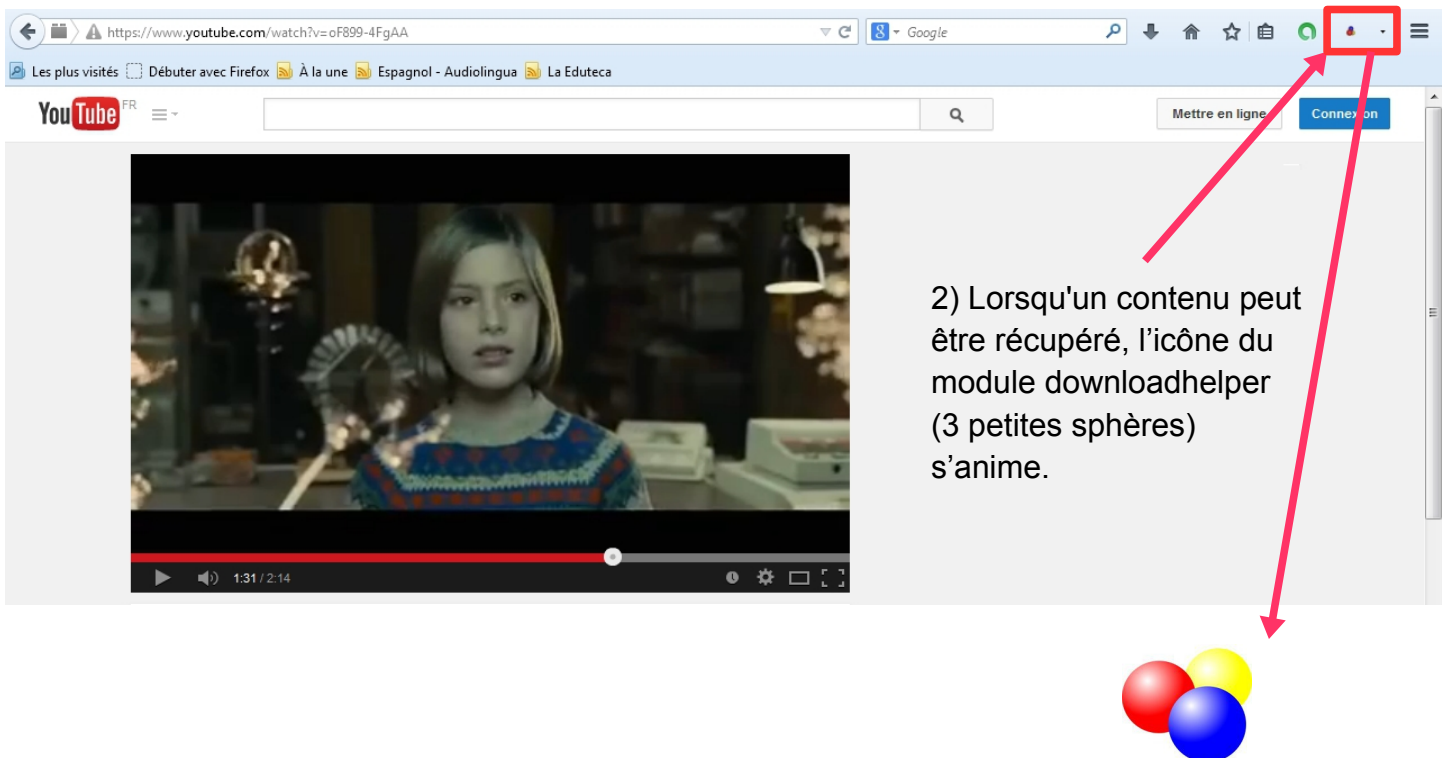 https://www.youtube.com/watch?v=oF899-4FgAA
8 Google
Les plus visités Débuter avec Firefox À la une Espagnol - Audiolingua La Eduteca
YouTube FR
Mettre en ligne Connexion
2) Lorsqu'un contenu peut
être récupéré, l’icône du
module downloadhelper
(3 petites sphères)
s’anime.
1:31 / 2:14